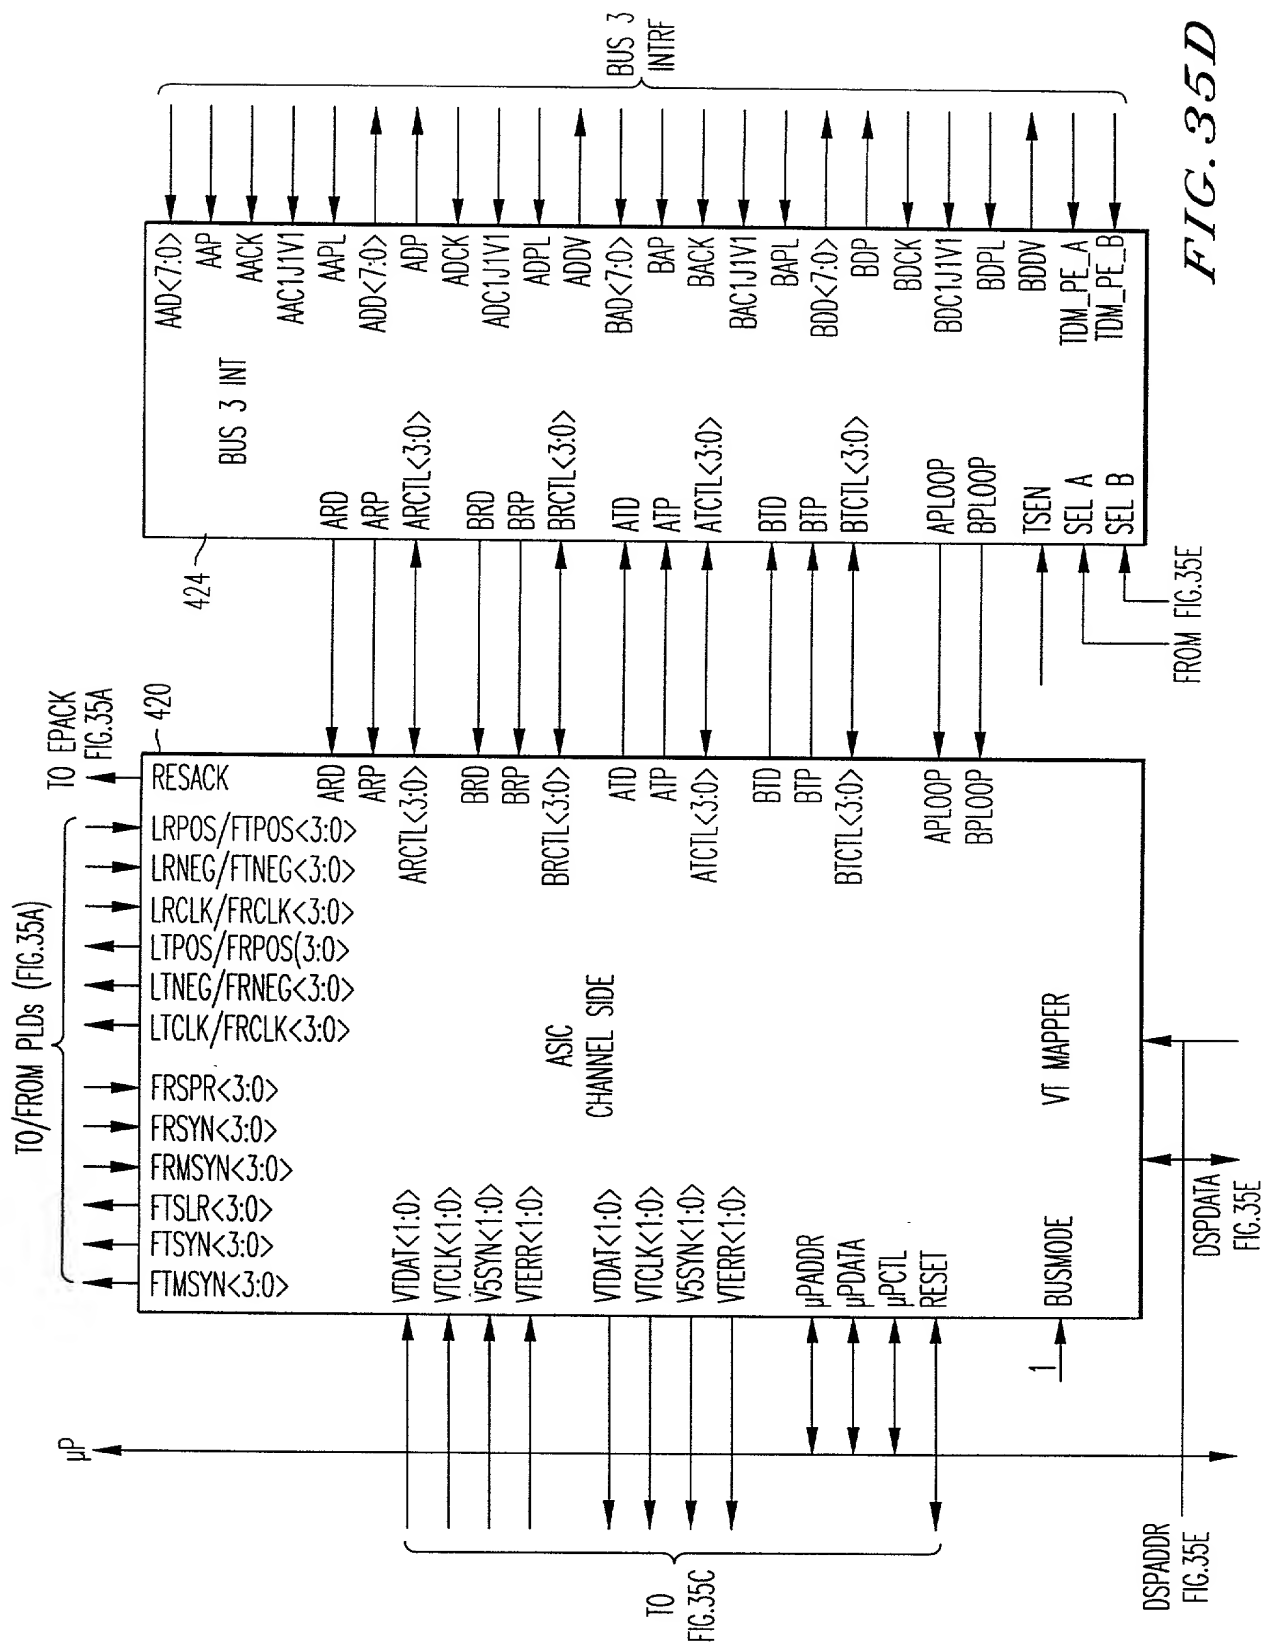 BUS 3
INTRF
AAD<7:0>
AAP
AACK
AAC1J1V1
AAPL
ADD<7:0>
ADP
ADCK
ADC1J1V1
ADPL
ADDV
BAD<7:0>
BAP
BACK
BAC1J1V1
BAPL
BDD<7:0>
BDP
BDCK
BDC1J1V1
BDPL
BDDV
TDM_PE_A
TDM_PE_B
BUS 3 INT
424
ARD
ARP
ARCTL<3:0>
BRD
BRP
BRCTL<3:0>
ATD
ATP
ATCTL<3:0>
BTD
BTP
BTCTL<3:0>
APLOOP
BPLOOP
TSEN
SEL A
SEL B
FROM FIG.35E
TO EPACK
FIG.35A
420
RESACK
ARD
ARP
ARCTL<3:0>
BRD
BRP
BRCTL<3:0>
ATD
ATP
ATCTL<3:0>
BTD
BTP
BTCTL<3:0>
APLOOP
BPLOOP
TO/FROM PLDs (FIG.35A)
LRPOS/FTPOS<3:0>
LRNEG/FTNEG<3:0>
LRCLK/FRCLK<3:0>
LTPOS/FRPOS(3:0>
LTNEG/FRNEG<3:0>
LTCLK/FRCLK<3:0>
FRSPR<3:0>
FRSYN<3:0>
FRMSYN<3:0>
FTSLR<3:0>
FTSYN<3:0>
FTMSYN<3:0>
ASIC
CHANNEL SIDE
VT MAPPER
VTDAT<1:0>
VTCLK<1:0>
V5SYN<1:0>
VTERR<1:0>
VTDAT<1:0>
VTCLK<1:0>
V5SYN<1:0>
VTERR<1:0>
µPADDR
µPDATA
µPCTL
RESET
BUSMODE
1
DSPDATA
FIG.35E
µP
TO
FIG.35C
DSPADDR
FIG.35E
FIG. 35D